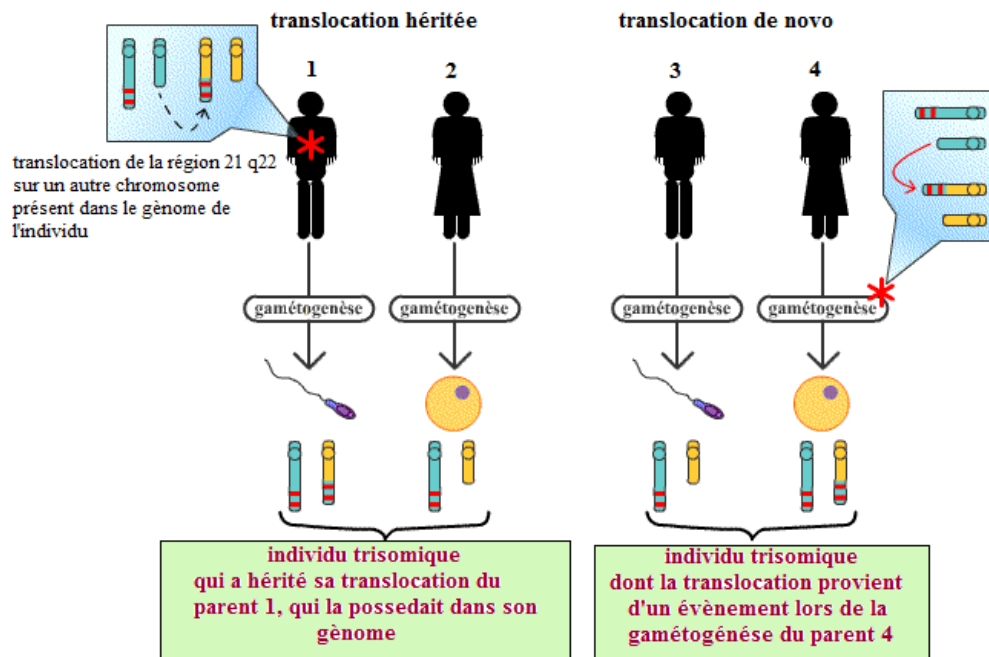 translocation héritée
translocation de novo
1
2
3
4
translocation de la région 21 q22
sur un autre chromosome
présent dans le gènome de
l'individu
gamétogenèse
gamétogenèse
gamétogenèse
gamétogenèse
individu trisomique
qui a hérité sa translocation du
parent 1, qui la possedait dans son
gènome
individu trisomique
dont la translocation provient
d'un évènement lors de la
gamétogénése du parent 4